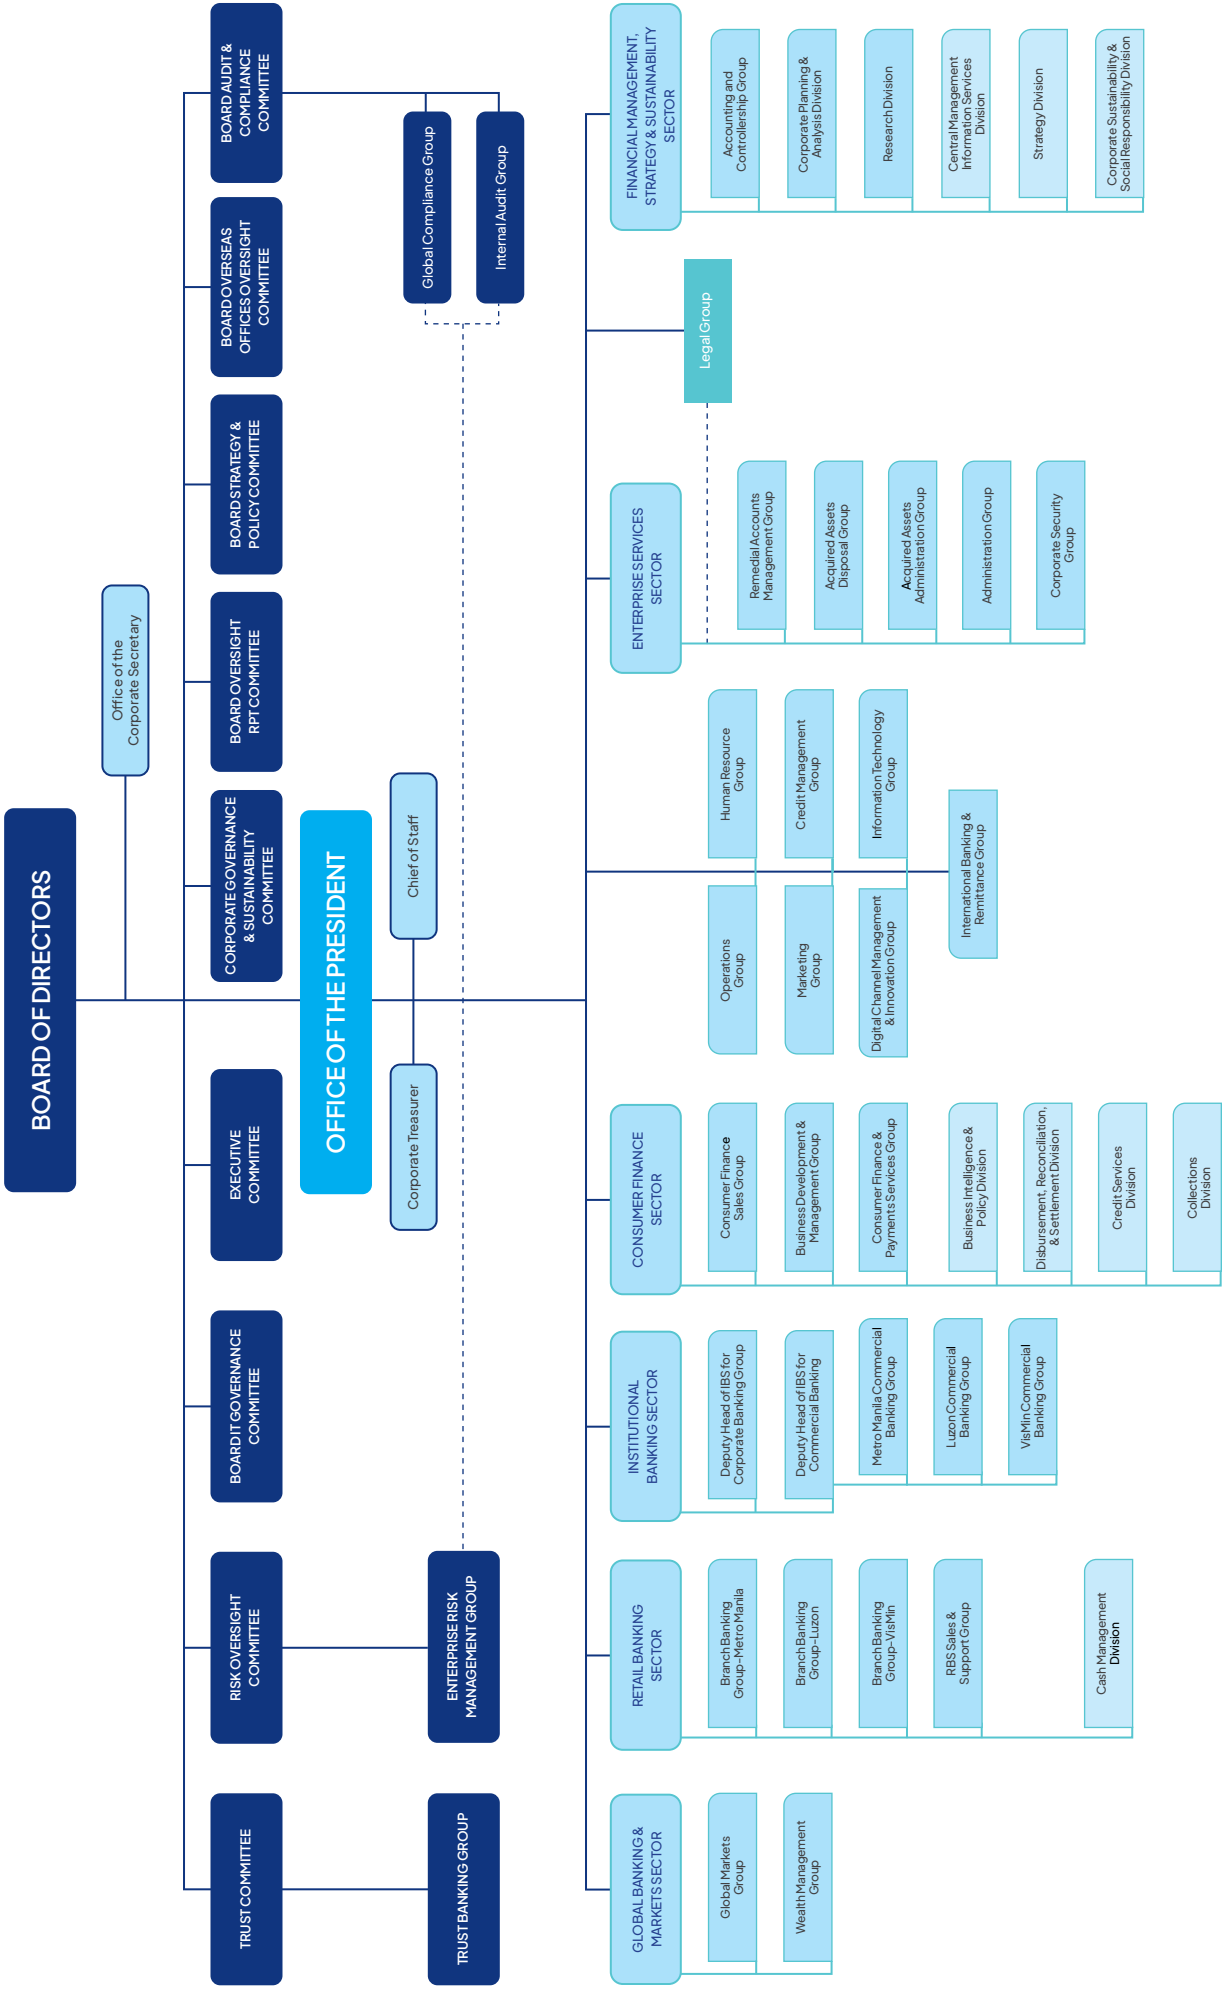 BOARD OF DIRECTORS
Office of the
Corporate Secretary
TRUST COMMITTEE
RISK OVERSIGHT
COMMITTEE
BOARD IT GOVERNANCE
COMMITTEE
EXECUTIVE
COMMITTEE
CORPORATE GOVERNANCE
& SUSTAINABILITY
COMMITTEE
BOARD OVERSIGHT
RPT COMMITTEE
BOARD STRATEGY &
POLICY COMMITTEE
BOARD OVERSEAS
OFFICES OVERSIGHT
COMMITTEE
BOARD AUDIT &
COMPLIANCE
COMMITTEE
OFFICE OF THE PRESIDENT
Corporate Treasurer
Chief of Staff
Global Compliance Group
Internal Audit Group
TRUST BANKING GROUP
ENTERPRISE RISK
MANAGEMENT GROUP
GLOBAL BANKING &
MARKETS SECTOR
Global Markets
Group
Wealth Management
Group
RETAIL BANKING
SECTOR
Branch Banking
Group-Metro Manila
Branch Banking
Group-Luzon
Branch Banking
Group-VisMin
RBS Sales &
Support Group
Cash Management
Division
INSTITUTIONAL
BANKING SECTOR
Deputy Head of IBS for
Corporate Banking Group
Deputy Head of IBS for
Commercial Banking
Metro Manila Commercial
Banking Group
Luzon Commercial
Banking Group
VisMin Commercial
Banking Group
CONSUMER FINANCE
SECTOR
Consumer Finance
Sales Group
Business Development &
Management Group
Consumer Finance &
Payments Services Group
Business Intelligence &
Policy Division
Disbursement, Reconciliation,
& Settlement Division
Credit Services
Division
Collections
Division
Operations
Group
Human Resource
Group
Marketing
Group
Credit Management
Group
Digital Channel Management
& Innovation Group
Information Technology
Group
International Banking &
Remittance Group
ENTERPRISE SERVICES
SECTOR
Remedial Accounts
Management Group
Acquired Assets
Disposal Group
Acquired Assets
Administration Group
Administration Group
Corporate Security
Group
Legal Group
FINANCIAL MANAGEMENT,
STRATEGY & SUSTAINABILITY
SECTOR
Accounting and
Controllership Group
Corporate Planning &
Analysis Division
Research Division
Central Management
Information Services
Division
Strategy Division
Corporate Sustainability &
Social Responsibility Division